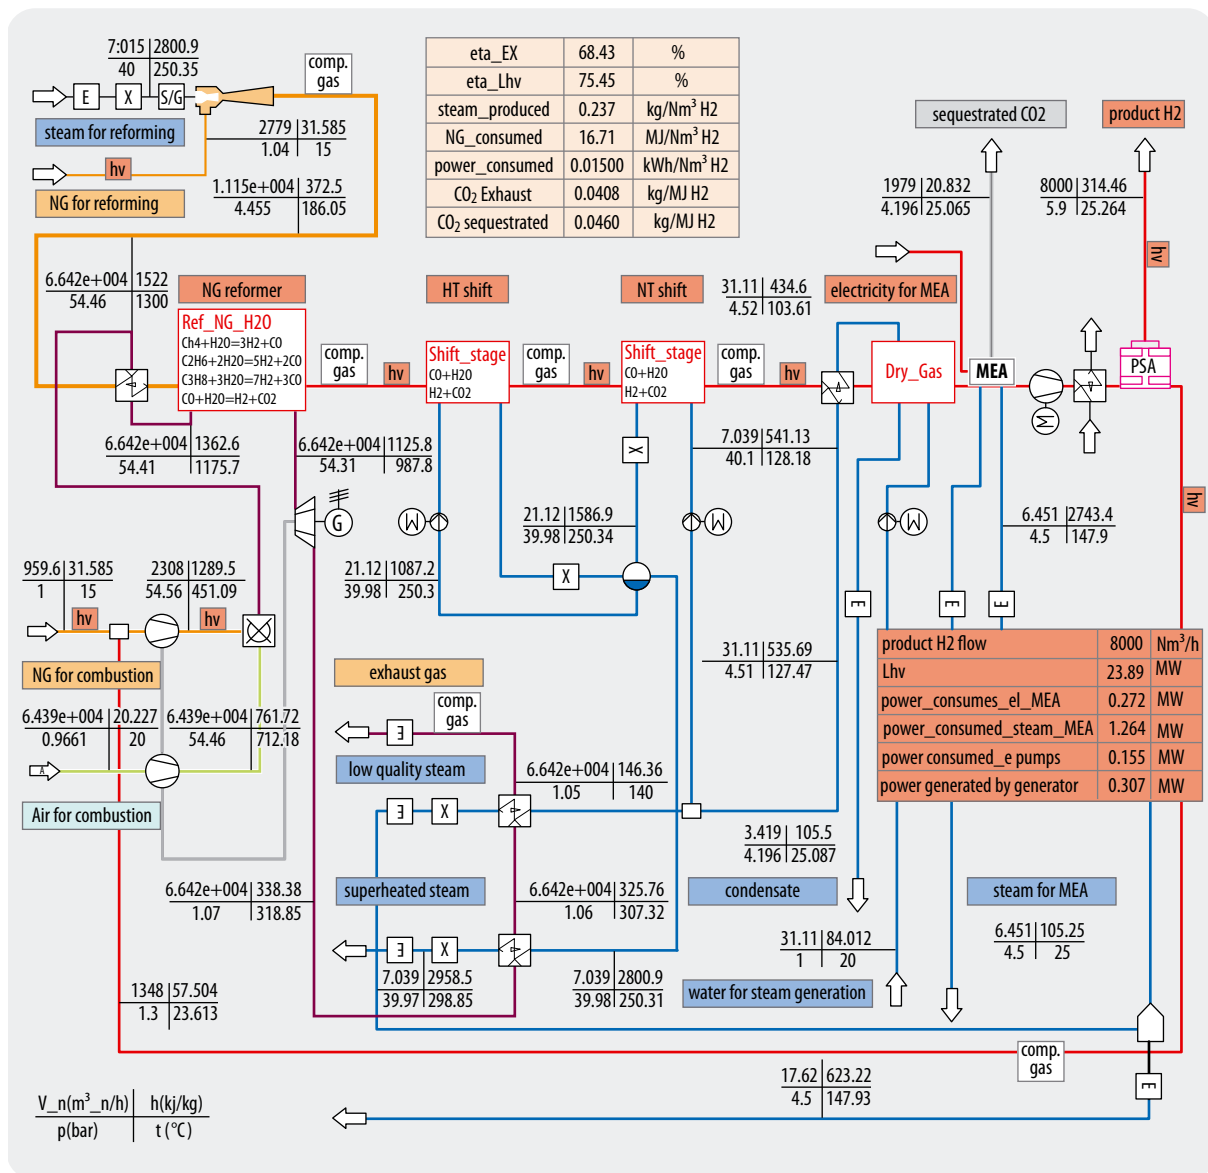 7:015 2800.9
40 250.35
comp.
gas
E X S/G
steam for reforming
2779 31.585
1.04 15
hv
NG for reforming
1.115e+004 372.5
4.455 186.05
eta_EX 68.43 %
eta_Lhv 75.45 %
steam_produced 0.237 kg/Nm³ H2
NG_consumed 16.71 MJ/Nm³ H2
power_consumed 0.01500 kWh/Nm³ H2
CO₂ Exhaust 0.0408 kg/MJ H2
CO₂ sequestrated 0.0460 kg/MJ H2
sequestrated CO2
product H2
1979 20.832
4.196 25.065
8000 314.46
5.9 25.264
hv
6.642e+004 1522
54.46 1300
NG reformer
HT shift
NT shift
31.11 434.6
4.52 103.61
electricity for MEA
Ref_NG_H2O
Ch4+H2O=3H2+CO
C2H6+2H2O=5H2+2CO
C3H8+3H2O=7H2+3CO
CO+H2O=H2+CO2
comp.
gas
hv
Shift_stage
CO+H2O
H2+CO2
comp.
gas
hv
Shift_stage
CO+H2O
H2+CO2
comp.
gas
hv
Dry_Gas
MEA
PSA
M
6.642e+004 1362.6
54.41 1175.7
6.642e+004 1125.8
54.31 987.8
X
7.039 541.13
40.1 128.18
G
M
21.12 1586.9
39.98 250.34
M
M
6.451 2743.4
4.5 147.9
hv
959.6 31.585
1 15
2308 1289.5
54.56 451.09
21.12 1087.2
39.98 250.3
X
hv
hv
E
E
E
NG for combustion
exhaust gas
31.11 535.69
4.51 127.47
product H2 flow 8000 Nm³/h
Lhv 23.89 MW
power_consumes_el_MEA 0.272 MW
power_consumed_steam_MEA 1.264 MW
power consumed_e pumps 0.155 MW
power generated by generator 0.307 MW
6.439e+004 20.227
0.9661 20
6.439e+004 761.72
54.46 712.18
comp.
gas
E
A
low quality steam
6.642e+004 146.36
1.05 140
Air for combustion
E X
3.419 105.5
4.196 25.087
6.642e+004 338.38
1.07 318.85
superheated steam
6.642e+004 325.76
1.06 307.32
condensate
steam for MEA
31.11 84.012
1 20
6.451 105.25
4.5 25
E X
1348 57.504
1.3 23.613
7.039 2958.5
39.97 298.85
7.039 2800.9
39.98 250.31
water for steam generation
comp.
gas
17.62 623.22
4.5 147.93
E
V_n(m³_n/h) h(kj/kg)
p(bar) t (°C)